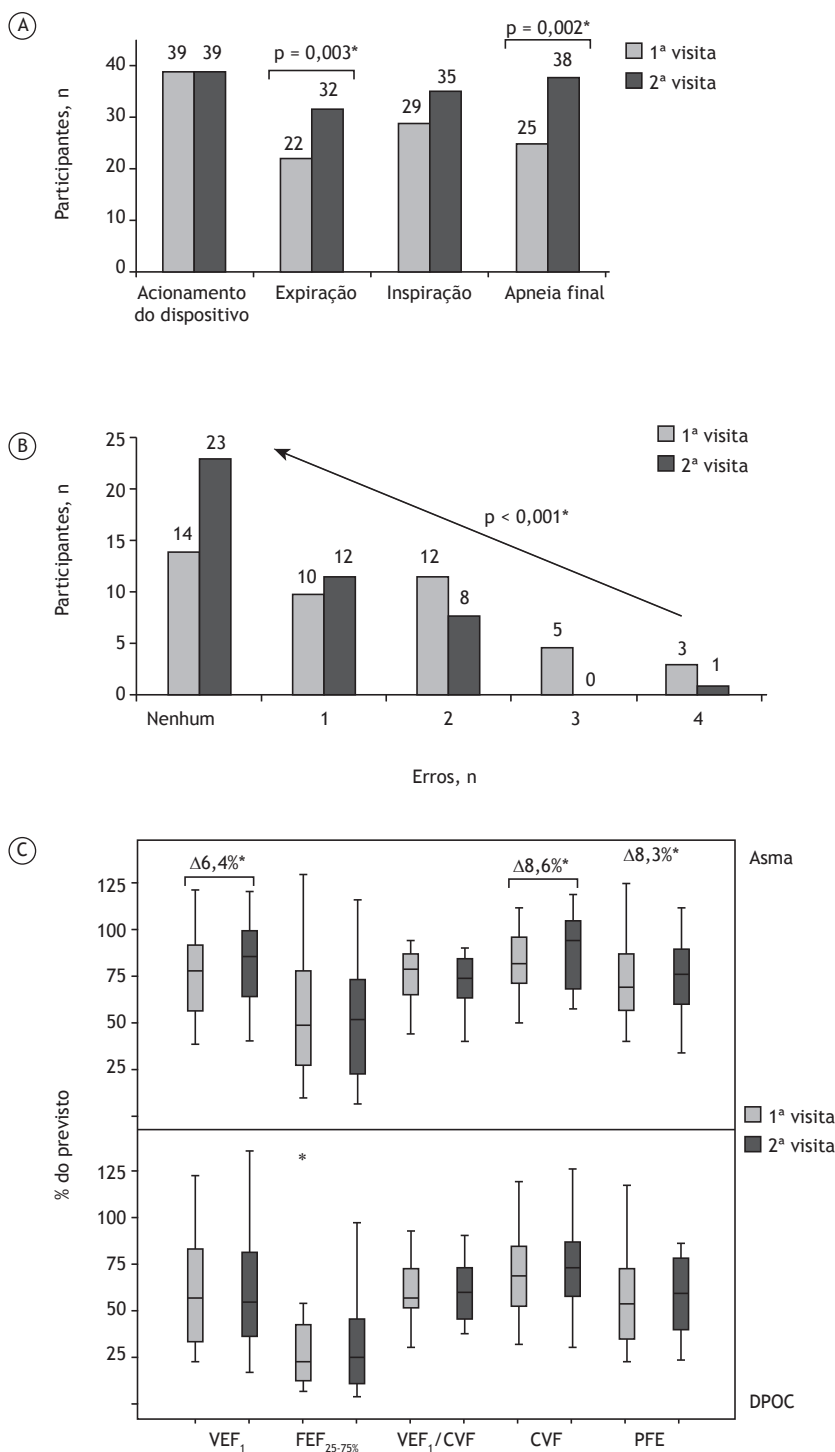 A
p = 0,003*
p = 0,002*
1ª visita
2ª visita
Participantes, n
40
30
20
10
0
39 39
22 32
29 35
25 38
Acionamento do dispositivo
Expiração
Inspiração
Apneia final
B
1ª visita
2ª visita
Participantes, n
25
20
15
10
5
0
14 23
10 12
12 8
5 0
3 1
p < 0,001*
Nenhum 1 2 3 4
Erros, n
C
Asma
Δ6,4%*
Δ8,6%*
Δ8,3%*
125
100
75
50
25
% do previsto
1ª visita
2ª visita
*
125
75
50
25
DPOC
VEF1 FEF25-75% VEF1/CVF CVF PFE